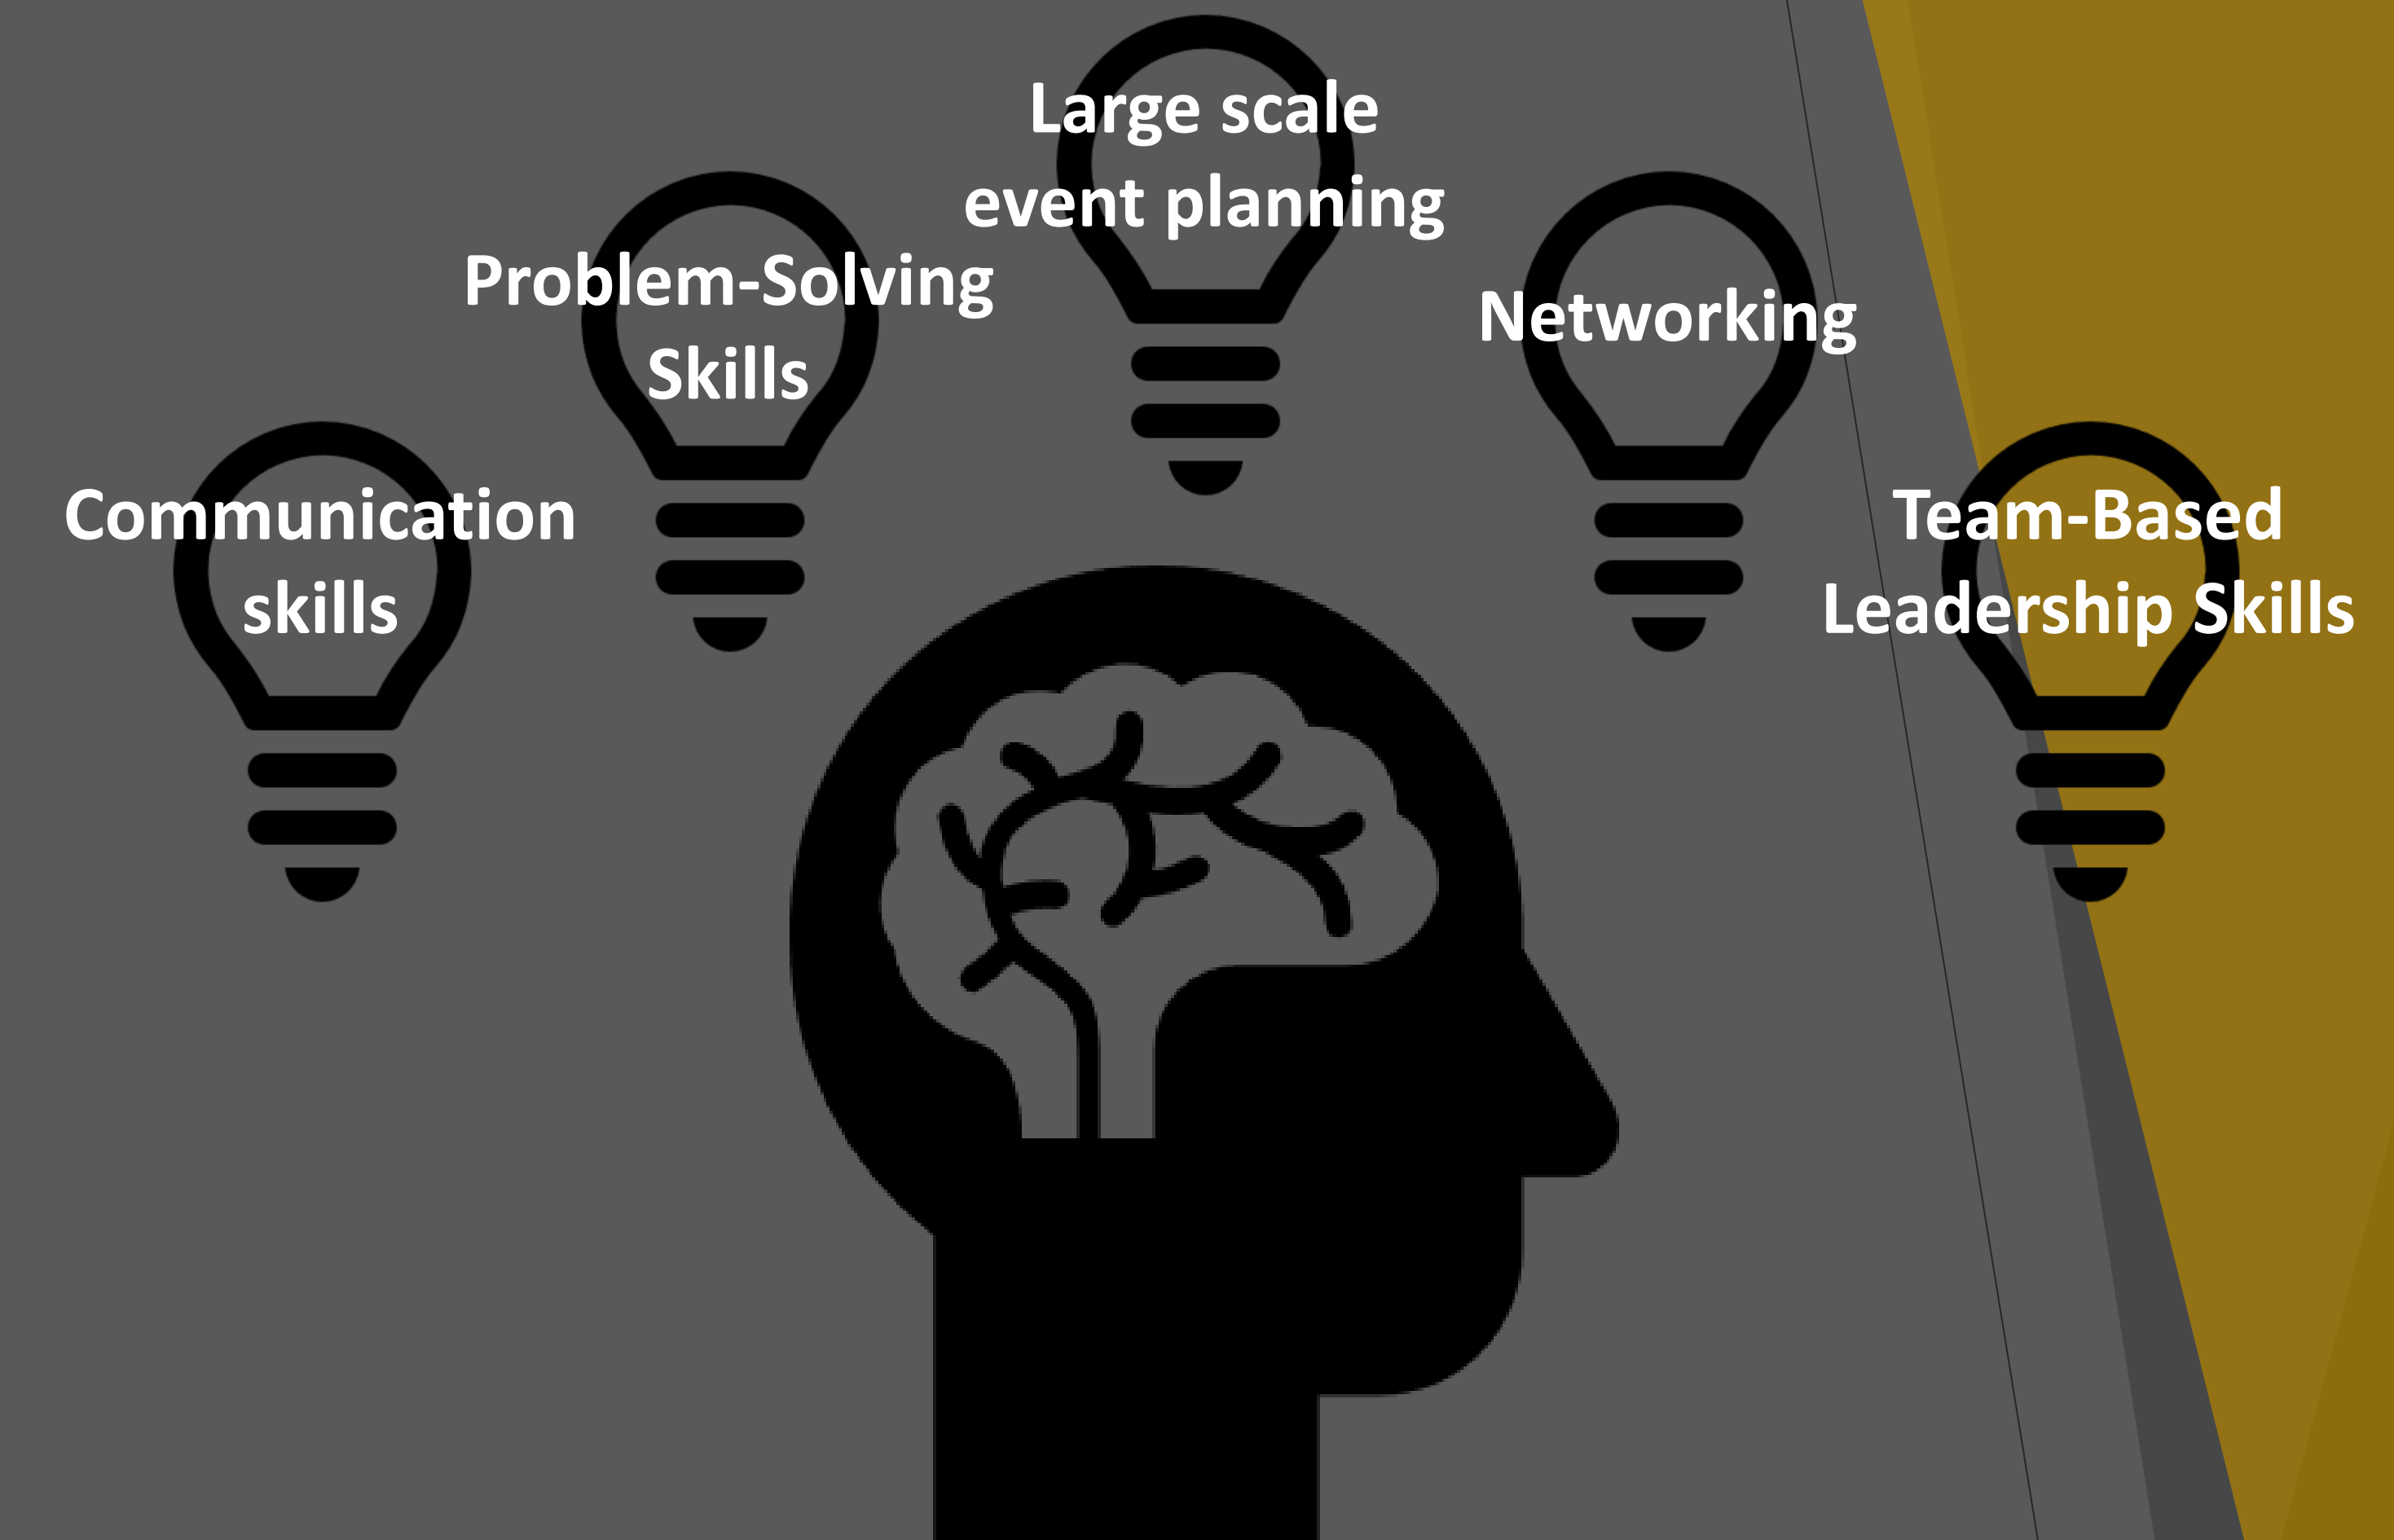 Communication
skills
Problem-Solving
Skills
Large scale
event planning
Networking
Team-Based
Leadership Skills